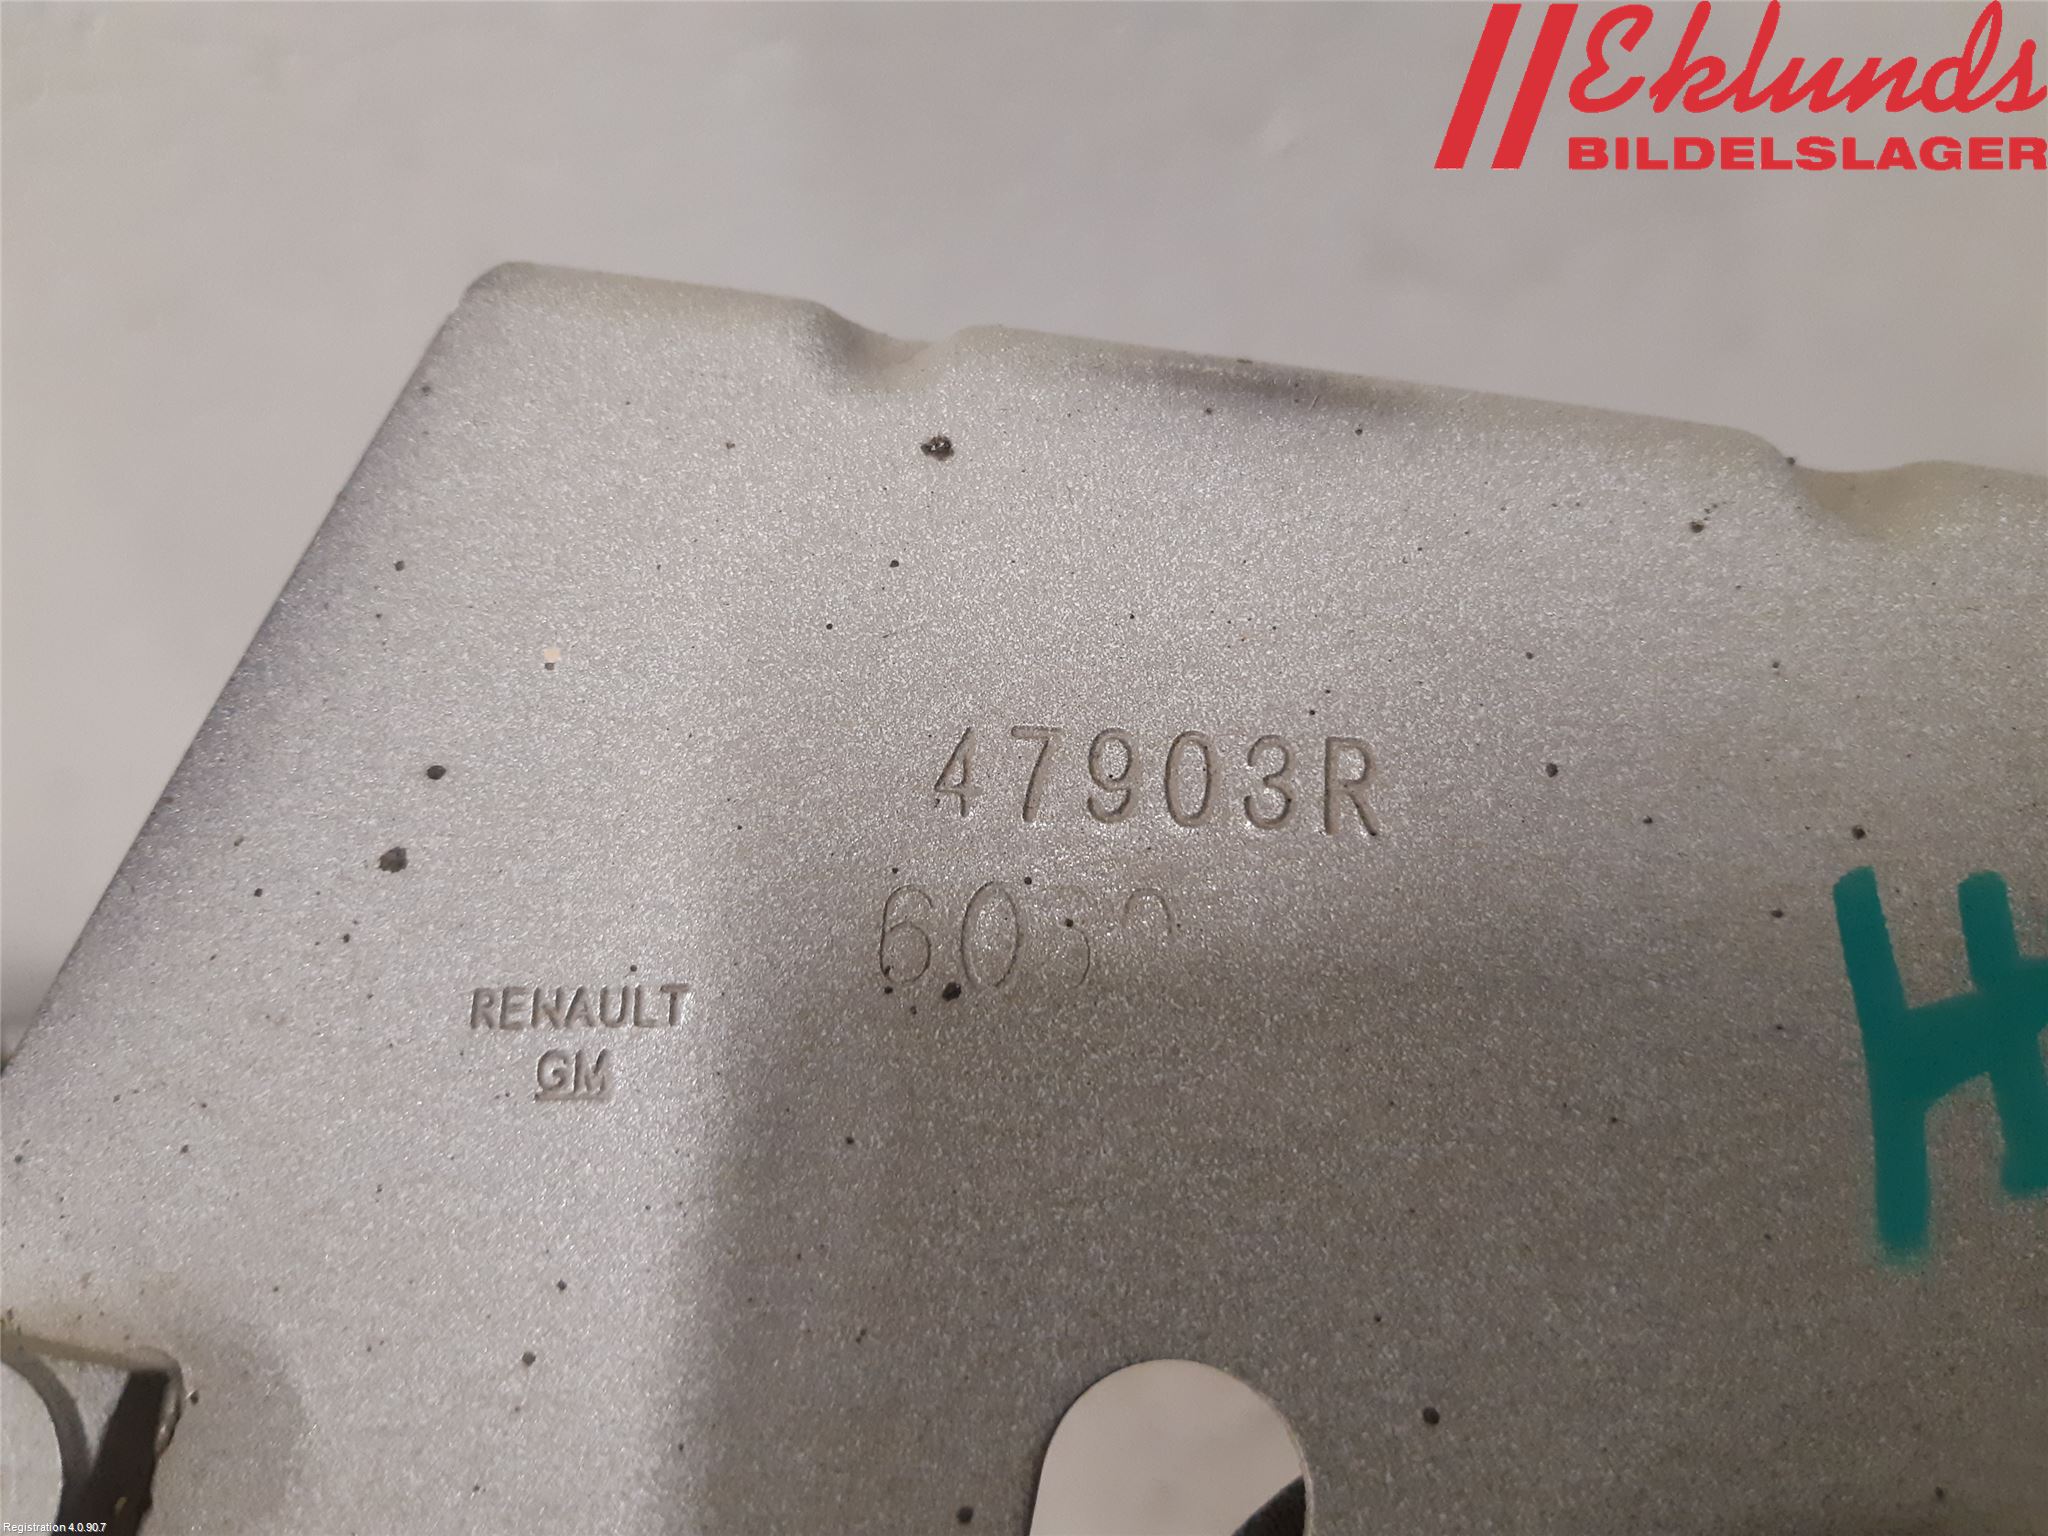 Eklunds
BILDELSLAGER
47903R
RENAULT
GM
H
Registration 4.0.90.7